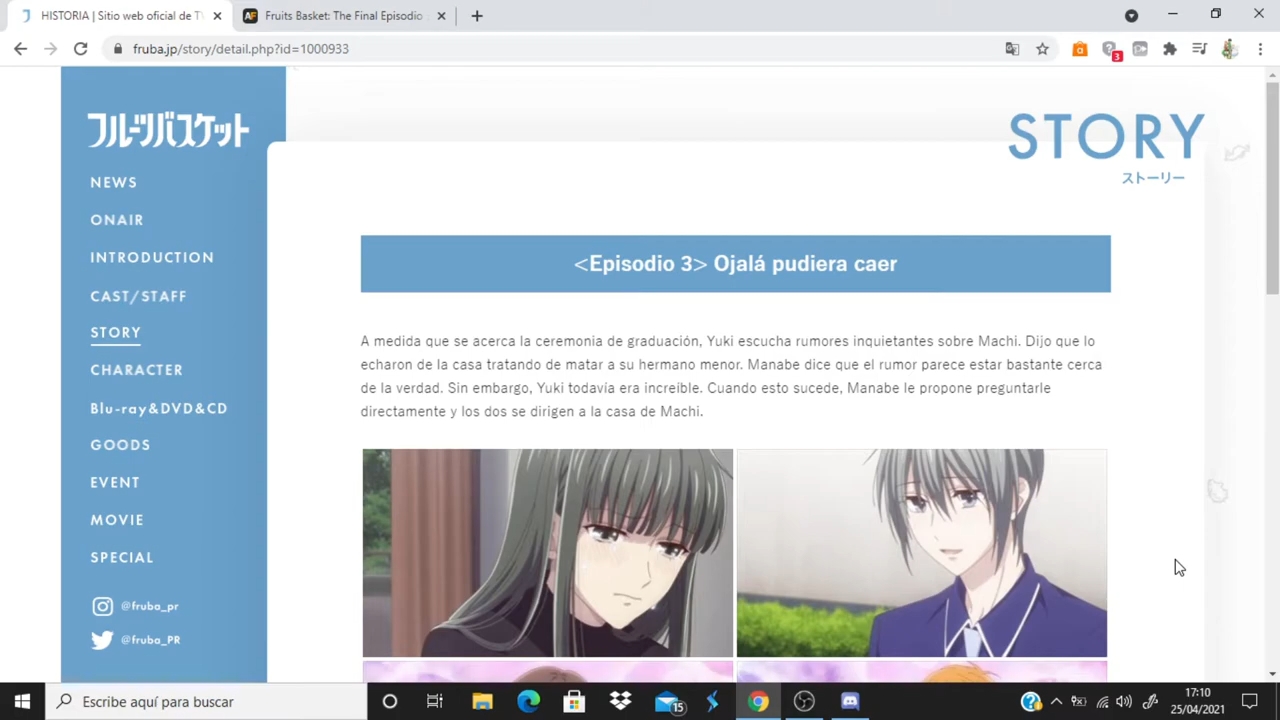 HISTORIA | Sitio web oficial de TV
Fruits Basket: The Final Episodio
fruba.jp/story/detail.php?id=1000933
3
フルーツバスケット
STORY
ストーリー
NEWS
ONAIR
INTRODUCTION
CAST/STAFF
STORY
CHARACTER
Blu-ray&DVD&CD
GOODS
EVENT
MOVIE
SPECIAL
@fruba_pr
@fruba_PR
<Episodio 3> Ojalá pudiera caer
A medida que se acerca la ceremonia de graduación, Yuki escucha rumores inquietantes sobre Machi. Dijo que lo
echaron de la casa tratando de matar a su hermano menor. Manabe dice que el rumor parece estar bastante cerca
de la verdad. Sin embargo, Yuki todavía era increible. Cuando esto sucede, Manabe le propone preguntarle
directamente y los dos se dirigen a la casa de Machi.
Escribe aquí para buscar
15
17:10
25/04/2021